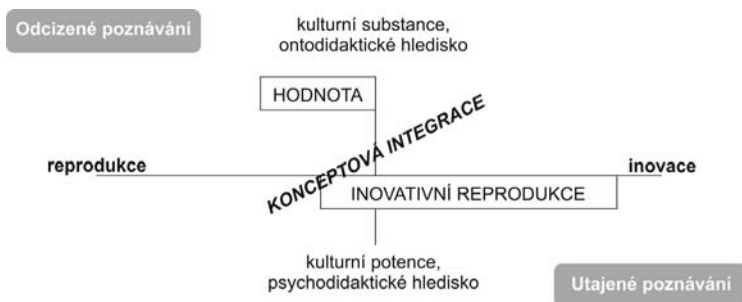 Odcizené poznávání
kulturní substance,
ontodidaktické hledisko
HODNOTA
KONCEPTOVÁ INTEGRACE
reprodukce
inovace
INOVATIVNÍ REPRODUKCE
kulturní potence,
psychodidaktické hledisko
Utajené poznávání